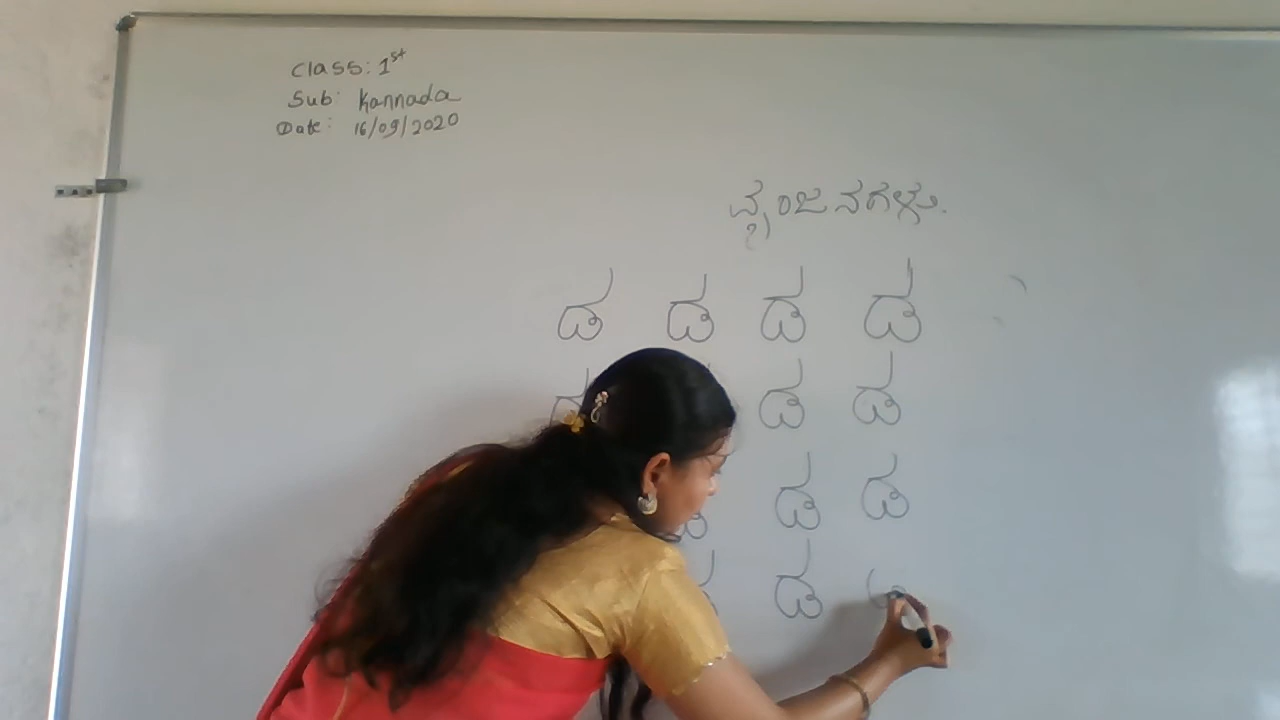 Class: 1st
Sub: Kannada
Date: 16/09/2020
ವ್ಯಂಜನಗಳು.
ಡ ಡ ಡ ಡ
ಡ ಡ ಡ
ಡ ಡ
ಡ